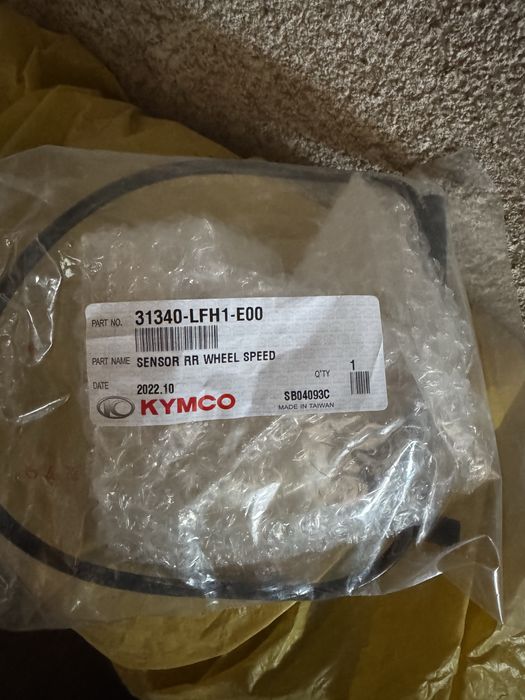 PART NO. 31340-LFH1-E00
PART NAME SENSOR RR WHEEL SPEED
Q'TY 1
DATE 2022.10
SB04093C
KYMCO
MADE IN TAIWAN